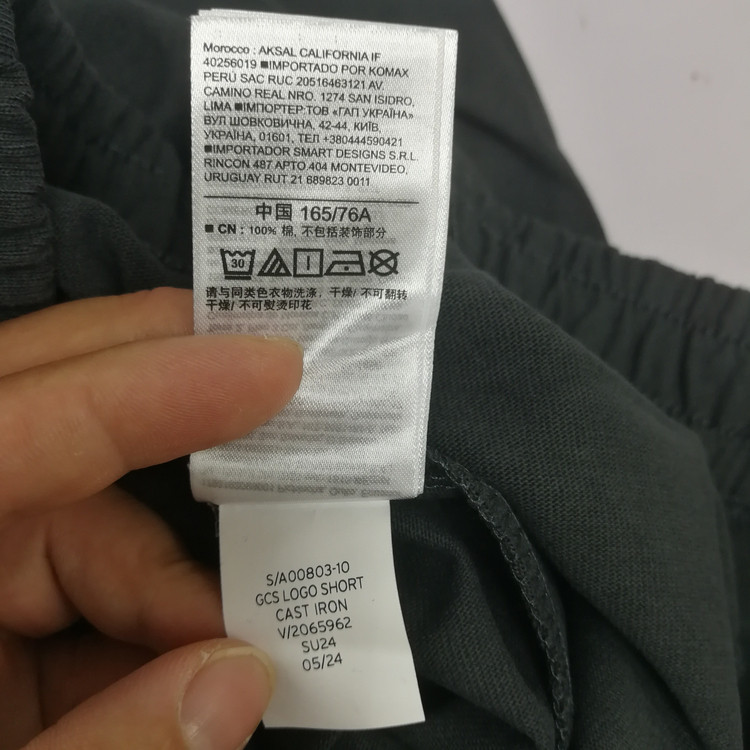 Morocco : AKSAL CALIFORNIA IF
40256019 ■IMPORTADO POR KOMAX
PERÚ SAC RUC 20516463121 AV.
CAMINO REAL NRO. 1274 SAN ISIDRO,
LIMA ■ІМПОРТЕР:ТОВ «ГАП УКРАЇНА»
ВУЛ ШОВКОВИЧНА, 42-44, КИЇВ,
УКРАЇНА, 01601, ТЕЛ +380444590421
■IMPORTADOR SMART DESIGNS S.R.L.
RINCON 487 APTO 404 MONTEVIDEO,
URUGUAY RUT 21 689823 0011
中国 165/76A
■ CN : 100% 棉, 不包括装饰部分
30
请与同类色衣物洗涤, 干燥/ 不可翻转
干燥/ 不可熨烫印花
S/A00803-10
GCS LOGO SHORT
CAST IRON
V/2065962
SU24
05/24